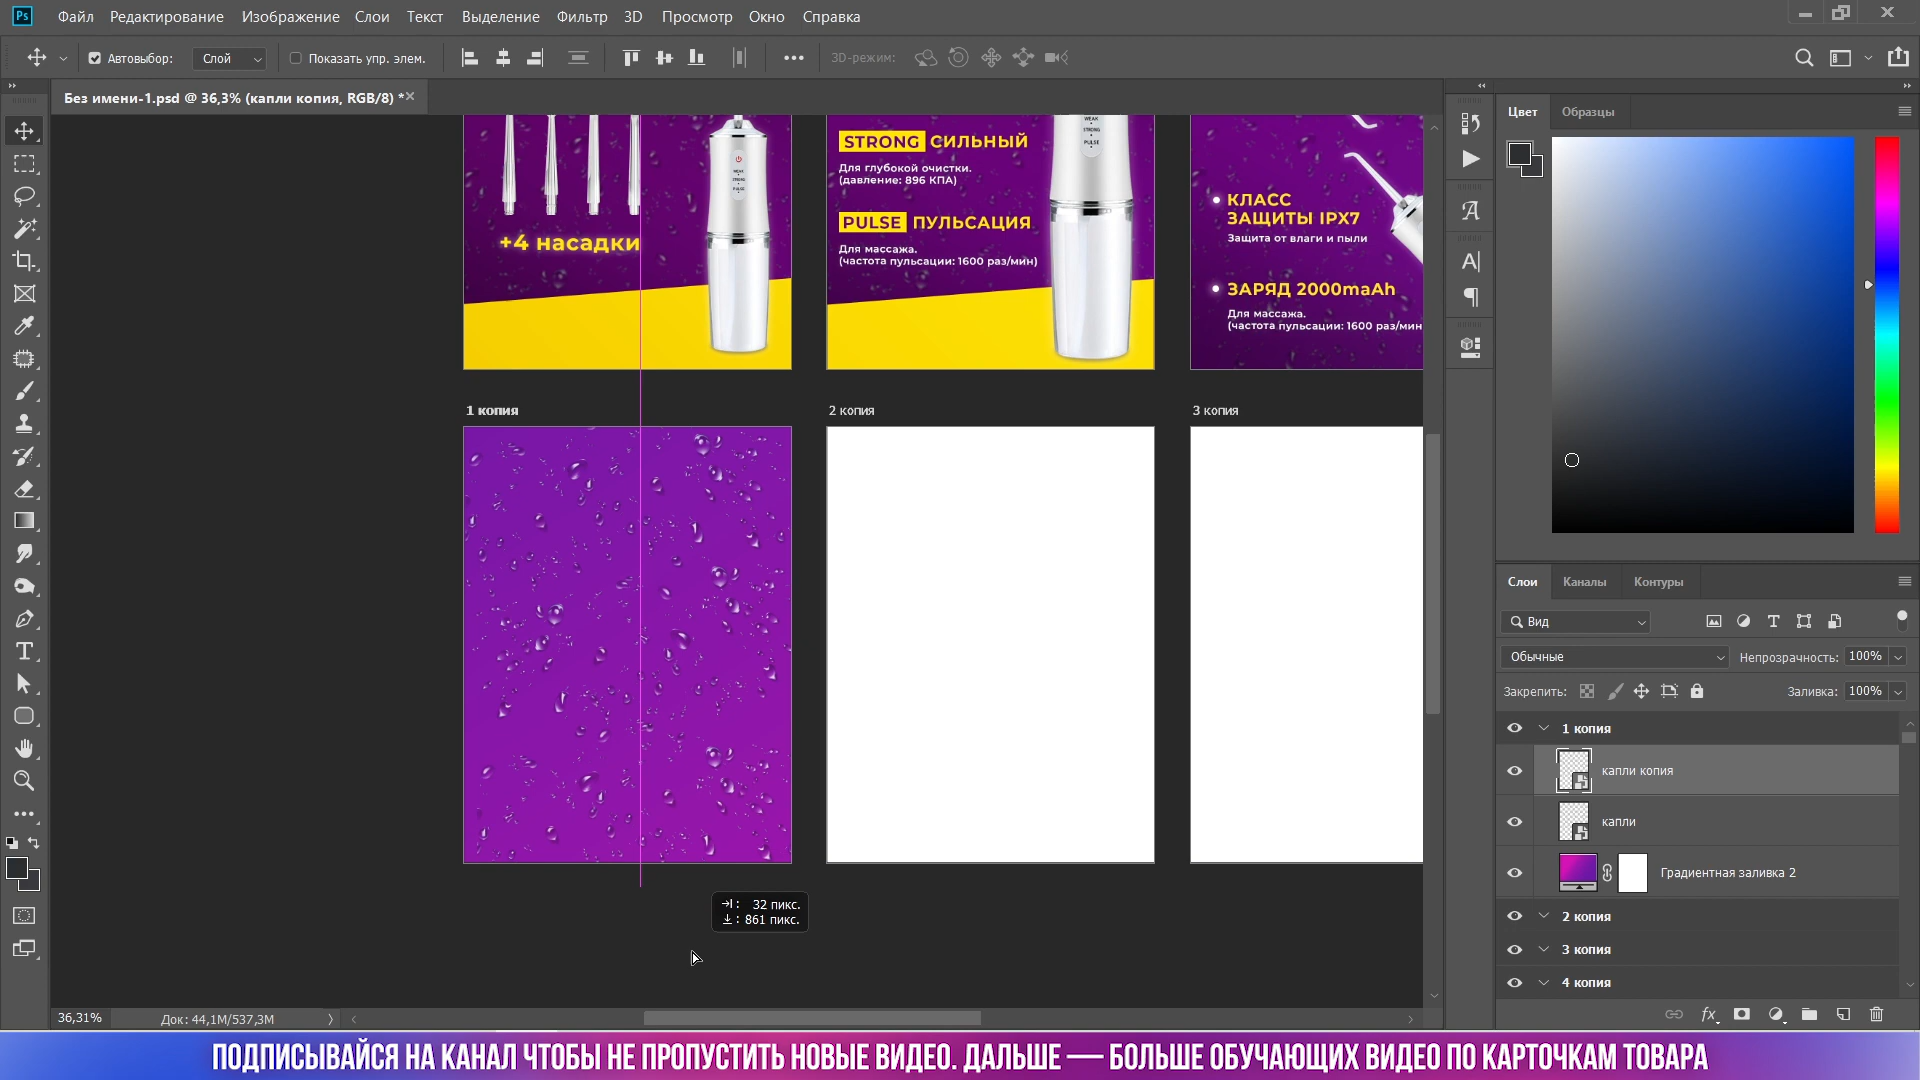 Ps
Файл Редактирование Изображение Слои Текст Выделение Фильтр 3D Просмотр Окно Справка
Автовыбор: Слой Показать упр. элем. 3D-режим:
Без имени-1.psd @ 36,3% (капли копия, RGB/8) *
+4 насадки
STRONG СИЛЬНЫЙ
Для глубокой очистки.
(давление: 896 КПА)
PULSE ПУЛЬСАЦИЯ
Для массажа.
(частота пульсации: 1600 раз/мин)
WEAK
STRONG
PULSE
КЛАСС
ЗАЩИТЫ IPX7
Защита от влаги и пыли
ЗАРЯД 2000mAh
Для массажа.
(частота пульсации: 1600 раз/мин
1 копия
2 копия
3 копия
32 пикс.
: 861 пикс.
36,31% Док: 44,1M/537,3M
Цвет Образцы
Слои Каналы Контуры
Вид
Обычные Непрозрачность: 100%
Закрепить: Заливка: 100%
1 копия
капли копия
капли
Градиентная заливка 2
2 копия
3 копия
4 копия
fx
ПОДПИСЫВАЙСЯ НА КАНАЛ ЧТОБЫ НЕ ПРОПУСТИТЬ НОВЫЕ ВИДЕО. ДАЛЬШЕ — БОЛЬШЕ ОБУЧАЮЩИХ ВИДЕО ПО КАРТОЧКАМ ТОВАРА